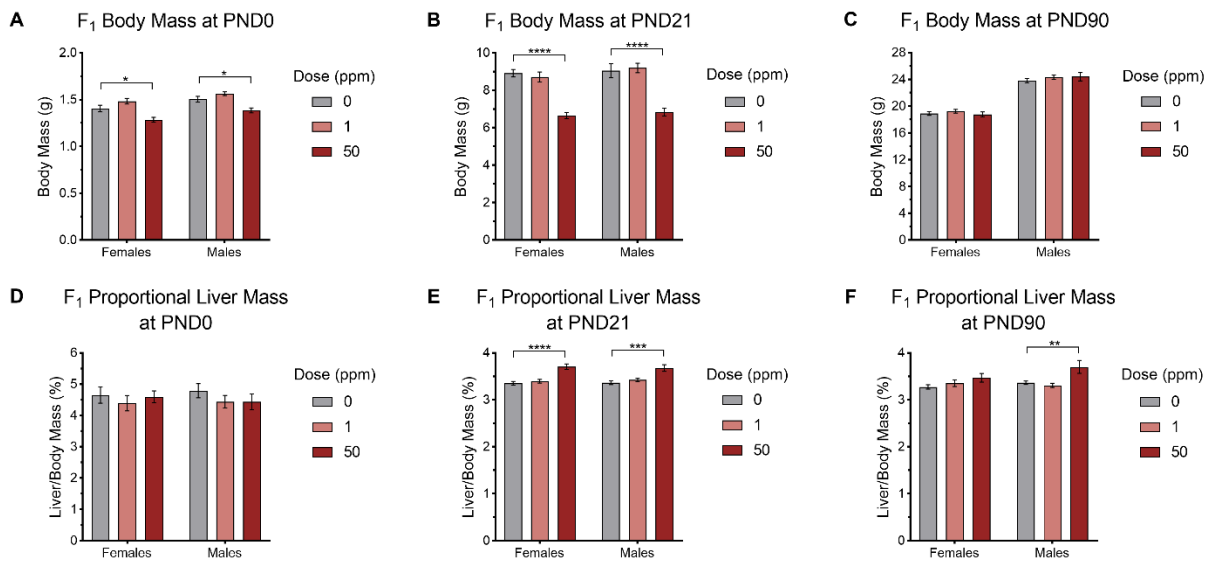 A F₁ Body Mass at PND0
Body Mass (g)
2.0
1.5
1.0
0.5
0.0
*
*
Females Males
Dose (ppm)
0
1
50
B F₁ Body Mass at PND21
Body Mass (g)
10
8
6
4
2
0
****
****
Females Males
Dose (ppm)
0
1
50
C F₁ Body Mass at PND90
Body Mass (g)
28
24
20
16
12
8
4
0
Females Males
Dose (ppm)
0
1
50
D F₁ Proportional Liver Mass
at PND0
Liver/Body Mass (%)
6
5
4
3
2
1
0
Females Males
Dose (ppm)
0
1
50
E F₁ Proportional Liver Mass
at PND21
Liver/Body Mass (%)
4
3
2
1
0
****
***
Females Males
Dose (ppm)
0
1
50
F F₁ Proportional Liver Mass
at PND90
Liver/Body Mass (%)
4
3
2
1
0
**
Females Males
Dose (ppm)
0
1
50